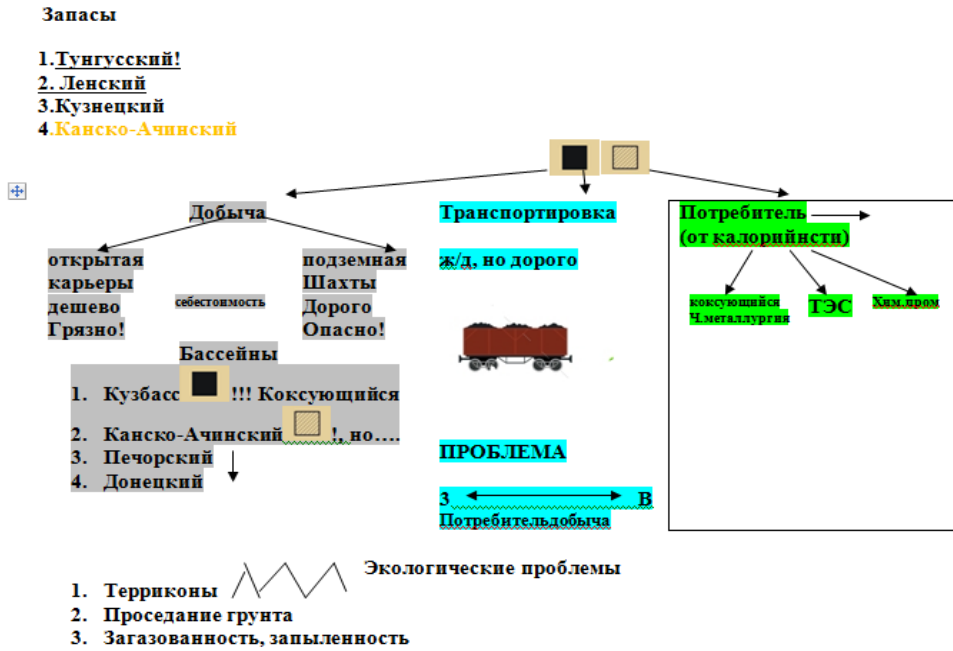 Запасы
1.Тунгусский!
2. Ленский
3.Кузнецкий
4.Канско-Ачинский
Добыча
открытая
карьеры
дешево
Грязно!
себестоимость
подземная
Шахты
Дорого
Опасно!
Бассейны
1. Кузбасс !!! Коксующийся
2. Канско-Ачинский !, но….
3. Печорский
4. Донецкий
Транспортировка
ж/д, но дорого
ПРОБЛЕМА
З В
Потребительдобыча
Потребитель
(от калорийнсти)
коксующийся
Ч.металлургия
ТЭС
Хим.пром
Экологические проблемы
1. Терриконы
2. Проседание грунта
3. Загазованность, запыленность